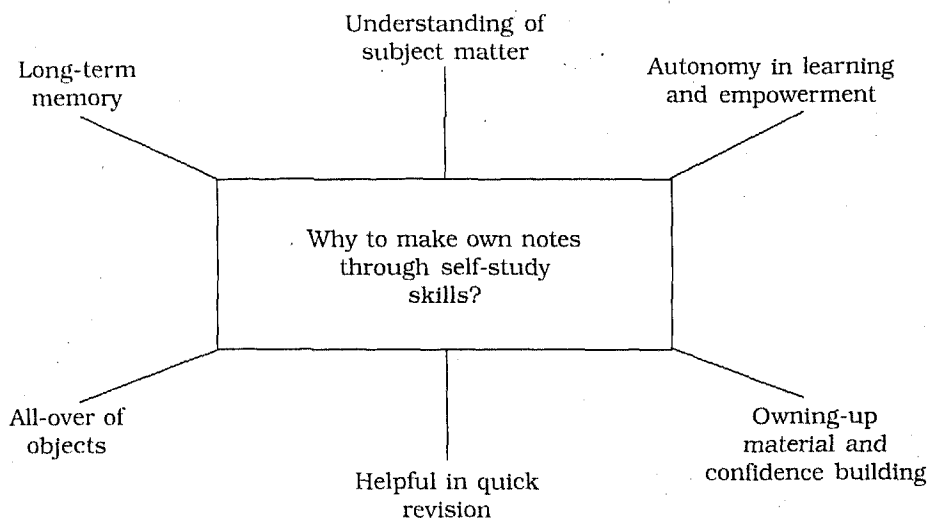 Understanding of
subject matter
Long-term
memory
Autonomy in learning
and empowerment
Why to make own notes
through self-study
skills?
All-over of
objects
Owning-up
material and
confidence building
Helpful in quick
revision